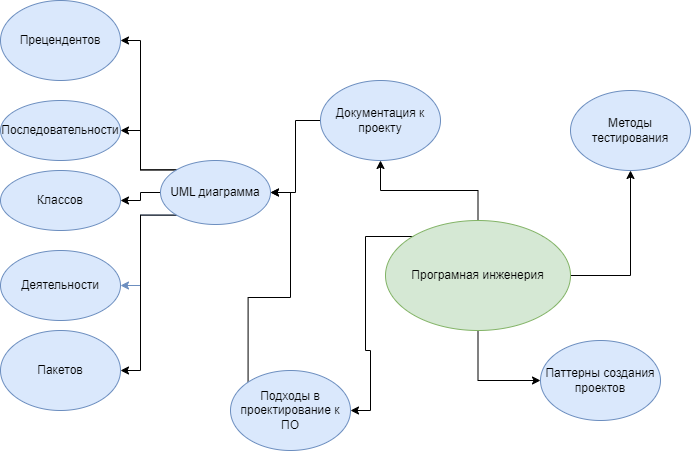 Прецендентов
Последовательности
Классов
Деятельности
Пакетов
UML диаграмма
Документация к
проекту
Методы
тестирования
Програмная инженерия
Подходы в
проектирование к
ПО
Паттерны создания
проектов